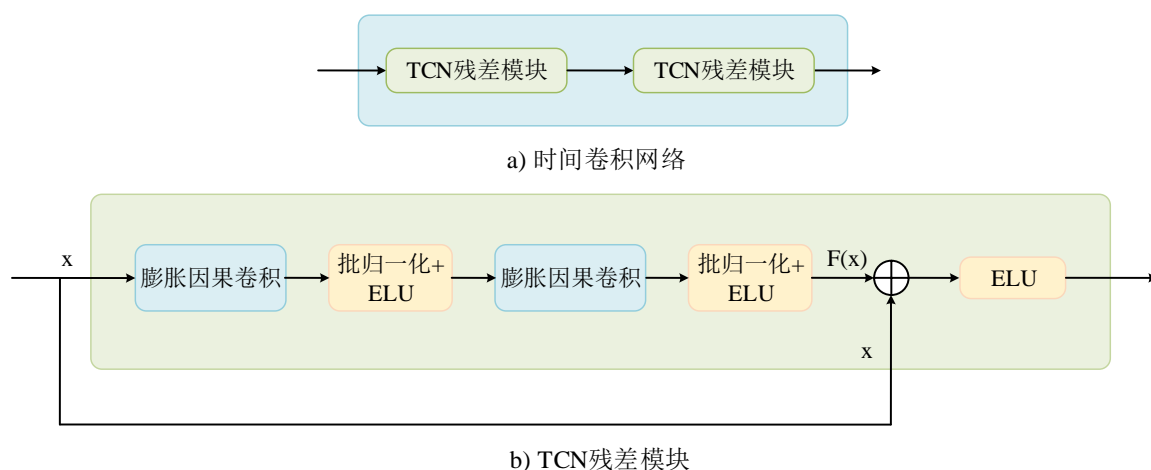 TCN残差模块
TCN残差模块
a) 时间卷积网络
x
膨胀因果卷积
批归一化+
ELU
膨胀因果卷积
批归一化+
ELU
F(x)
ELU
x
b) TCN残差模块